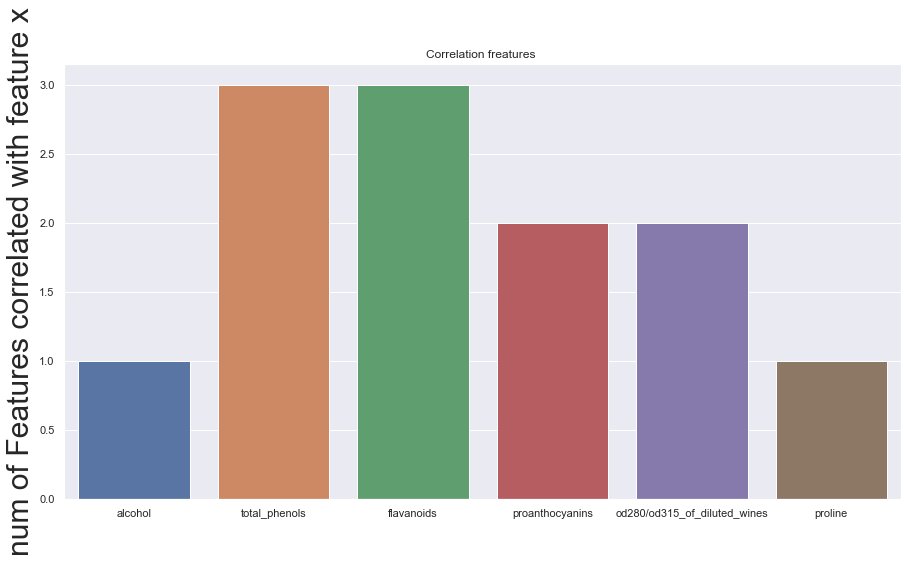 Correlation freatures
num of Features correlated with feature x
3.0
2.5
2.0
1.5
1.0
0.5
0.0
alcohol total_phenols flavanoids proanthocyanins od280/od315_of_diluted_wines proline